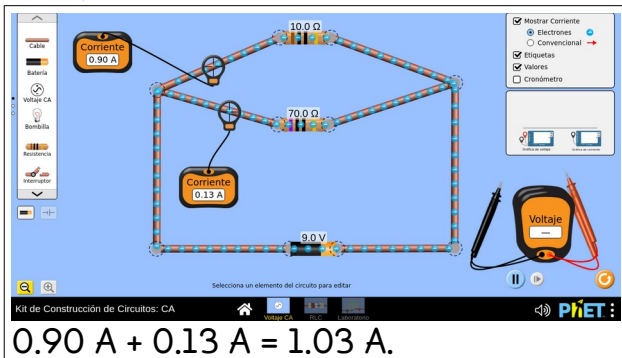 Cable
Batería
Voltaje CA
Bombilla
Resistencia
Interruptor
Corriente
0.90 A
10.0 Ω
70.0 Ω
Corriente
0.13 A
9.0 V
Selecciona un elemento del circuito para editar
Mostrar Corriente
Electrones
Convencional
Etiquetas
Valores
Cronómetro
Gráfica de voltaje
Gráfica de corriente
Voltaje
—
Kit de Construcción de Circuitos: CA
Voltaje CA
RLC
Laboratorio
PhET
0.90 A + 0.13 A = 1.03 A.